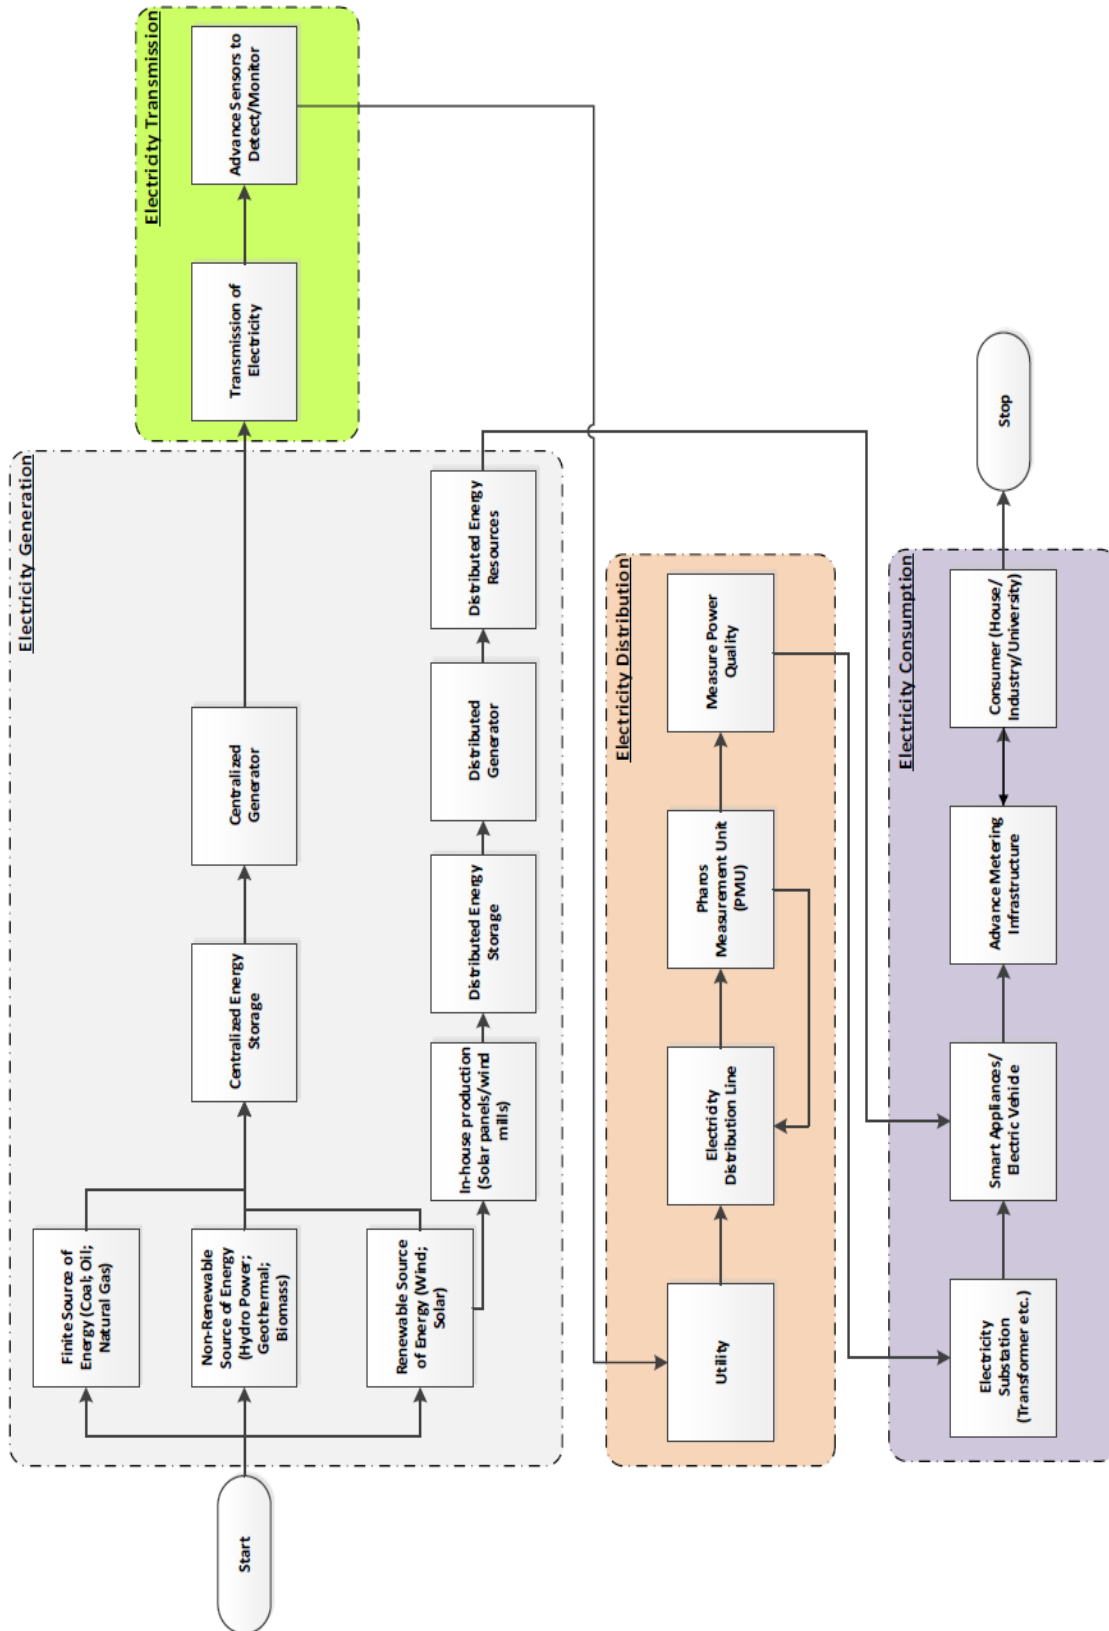 Start
Electricity Generation
Finite Source of
Energy (Coal; Oil;
Natural Gas)
Non-Renewable
Source of Energy
(Hydro Power;
Geothermal;
Biomass)
Renewable Source
of Energy (Wind;
Solar)
Centralized Energy
Storage
Centralized
Generator
In-house production
(Solar panels/wind
mills)
Distributed Energy
Storage
Distributed
Generator
Distributed Energy
Resources
Electricity Transmission
Transmission of
Electricity
Advance Sensors to
Detect/Monitor
Electricity Distribution
Utility
Electricity
Distribution Line
Pharos
Measurement Unit
(PMU)
Measure Power
Quality
Electricity Consumption
Electricity
Substation
(Transformer etc.)
Smart Appliances/
Electric Vehicle
Advance Metering
Infrastructure
Consumer (House/
Industry/University)
Stop